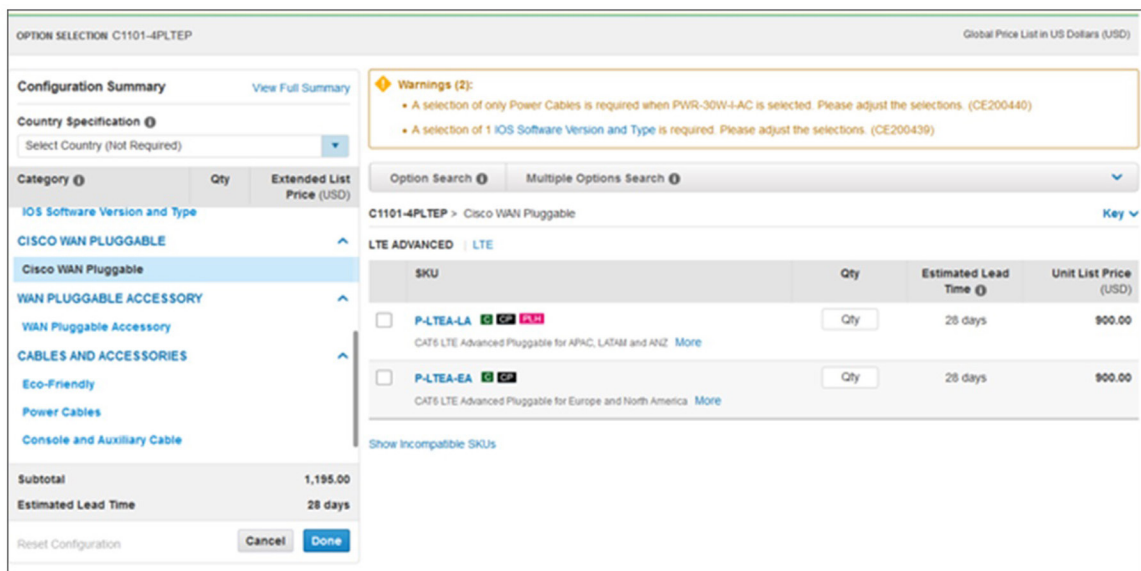 OPTION SELECTION C1101-4PLTEP
Global Price List in US Dollars (USD)
Configuration Summary
View Full Summary
Country Specification
Select Country (Not Required)
Category Qty Extended List Price (USD)
IOS Software Version and Type
CISCO WAN PLUGGABLE
Cisco WAN Pluggable
WAN PLUGGABLE ACCESSORY
WAN Pluggable Accessory
CABLES AND ACCESSORIES
Eco-Friendly
Power Cables
Console and Auxiliary Cable
Subtotal 1,195.00
Estimated Lead Time 28 days
Reset Configuration Cancel Done
Warnings (2):
• A selection of only Power Cables is required when PWR-30W-I-AC is selected. Please adjust the selections. (CE200440)
• A selection of 1 IOS Software Version and Type is required. Please adjust the selections. (CE200439)
Option Search Multiple Options Search
C1101-4PLTEP > Cisco WAN Pluggable Key
LTE ADVANCED | LTE
SKU Qty Estimated Lead Time Unit List Price (USD)
P-LTEA-LA C CP PLH Qty 28 days 900.00
CAT6 LTE Advanced Pluggable for APAC, LATAM and ANZ More
P-LTEA-EA C CP Qty 28 days 900.00
CAT6 LTE Advanced Pluggable for Europe and North America More
Show Incompatible SKUs